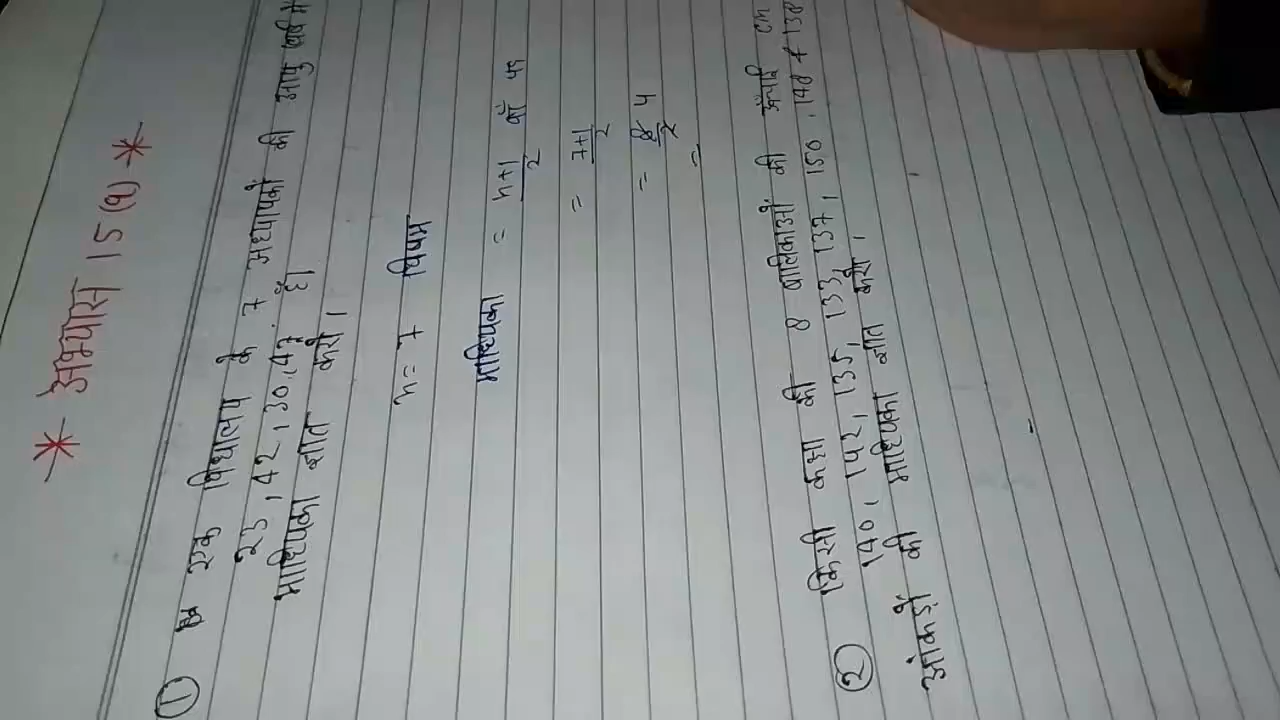 * अभ्यास 15 (a) *
① एक विधालय के 7 अध्यापकों की आयु वर्ष में
23, 42, 30, 47 है।
माध्यिका ज्ञात करो।
n = 7 विषम
माध्यिका = n+1/2 वाँ पद
= 7+1/2
= 8/2 4
=
② किसी कक्षा की 8 बालिकाओं की ऊँचाई cm
140, 142, 135, 133, 137, 150, 148 र 138
आंकड़ों की माध्यिका ज्ञात करो।